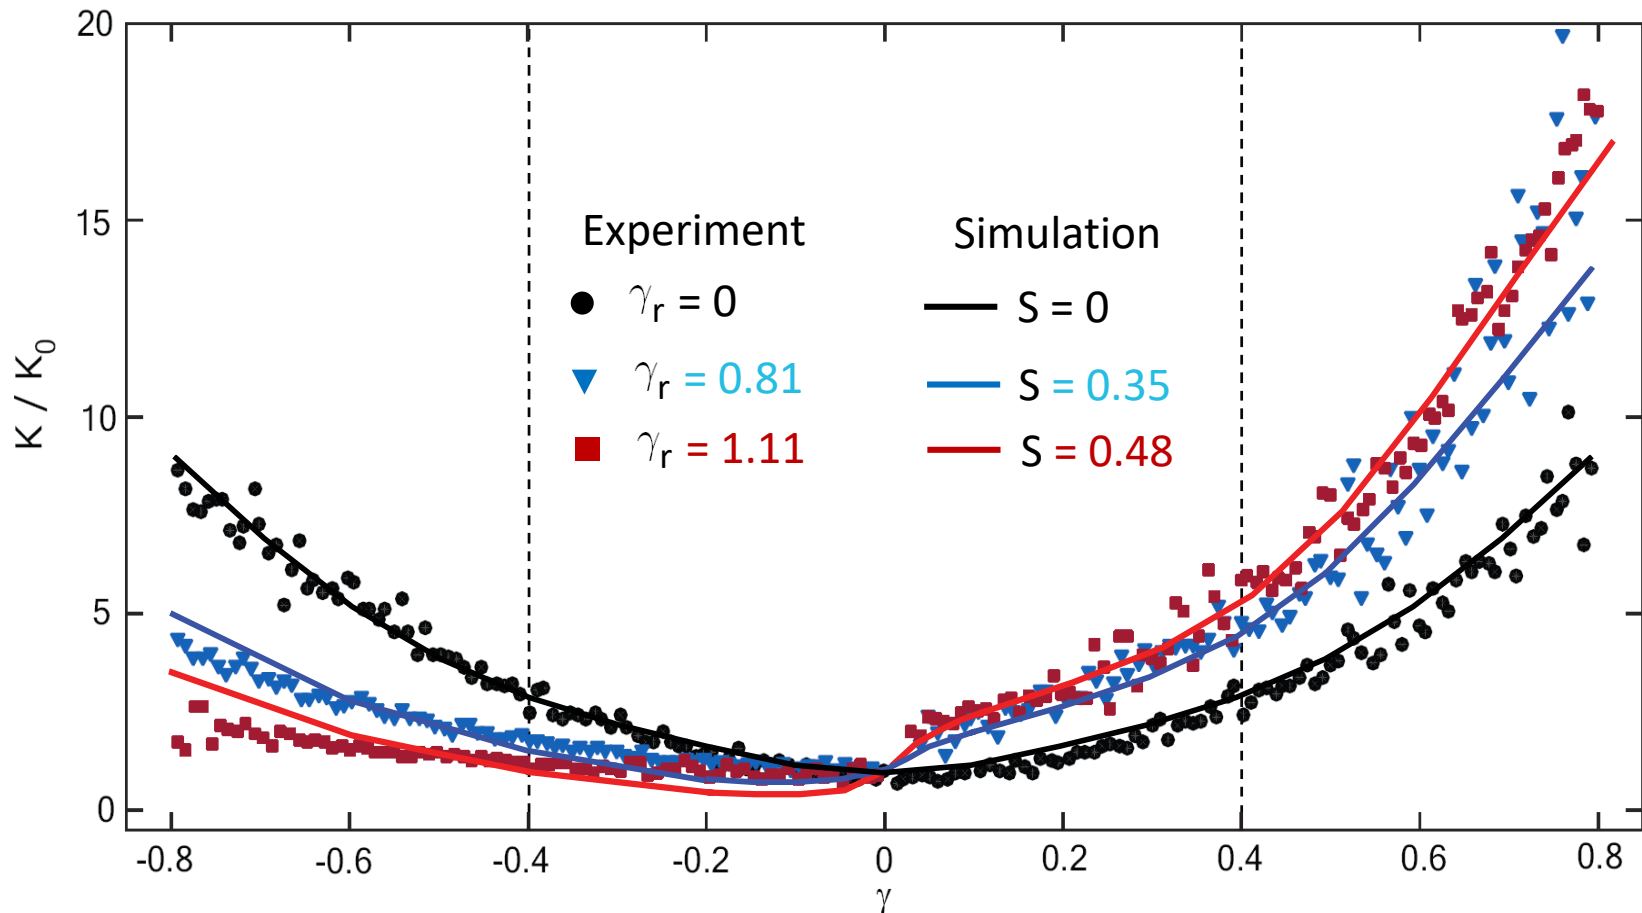 20
15
10
5
0
K / K0
Experiment Simulation
γr = 0 S = 0
γr = 0.81 S = 0.35
γr = 1.11 S = 0.48
-0.8 -0.6 -0.4 -0.2 0 0.2 0.4 0.6 0.8
γ